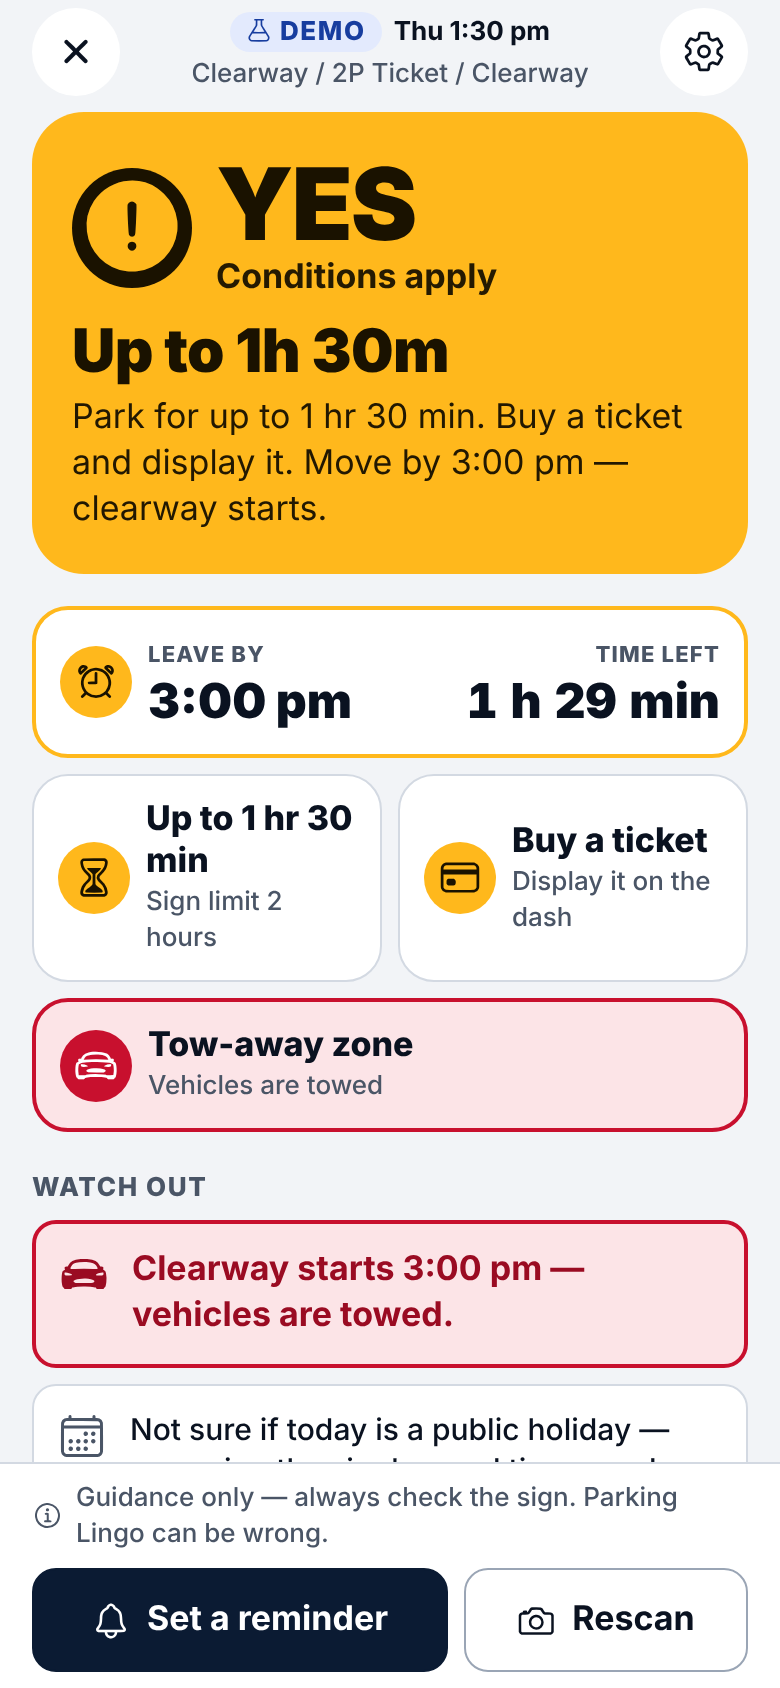 DEMO Thu 1:30 pm
Clearway / 2P Ticket / Clearway
YES
Conditions apply
Up to 1h 30m
Park for up to 1 hr 30 min. Buy a ticket
and display it. Move by 3:00 pm —
clearway starts.
LEAVE BY
3:00 pm
TIME LEFT
1 h 29 min
Up to 1 hr 30
min
Sign limit 2
hours
Buy a ticket
Display it on the
dash
Tow-away zone
Vehicles are towed
WATCH OUT
Clearway starts 3:00 pm —
vehicles are towed.
Not sure if today is a public holiday —
Guidance only — always check the sign. Parking
Lingo can be wrong.
Set a reminder
Rescan